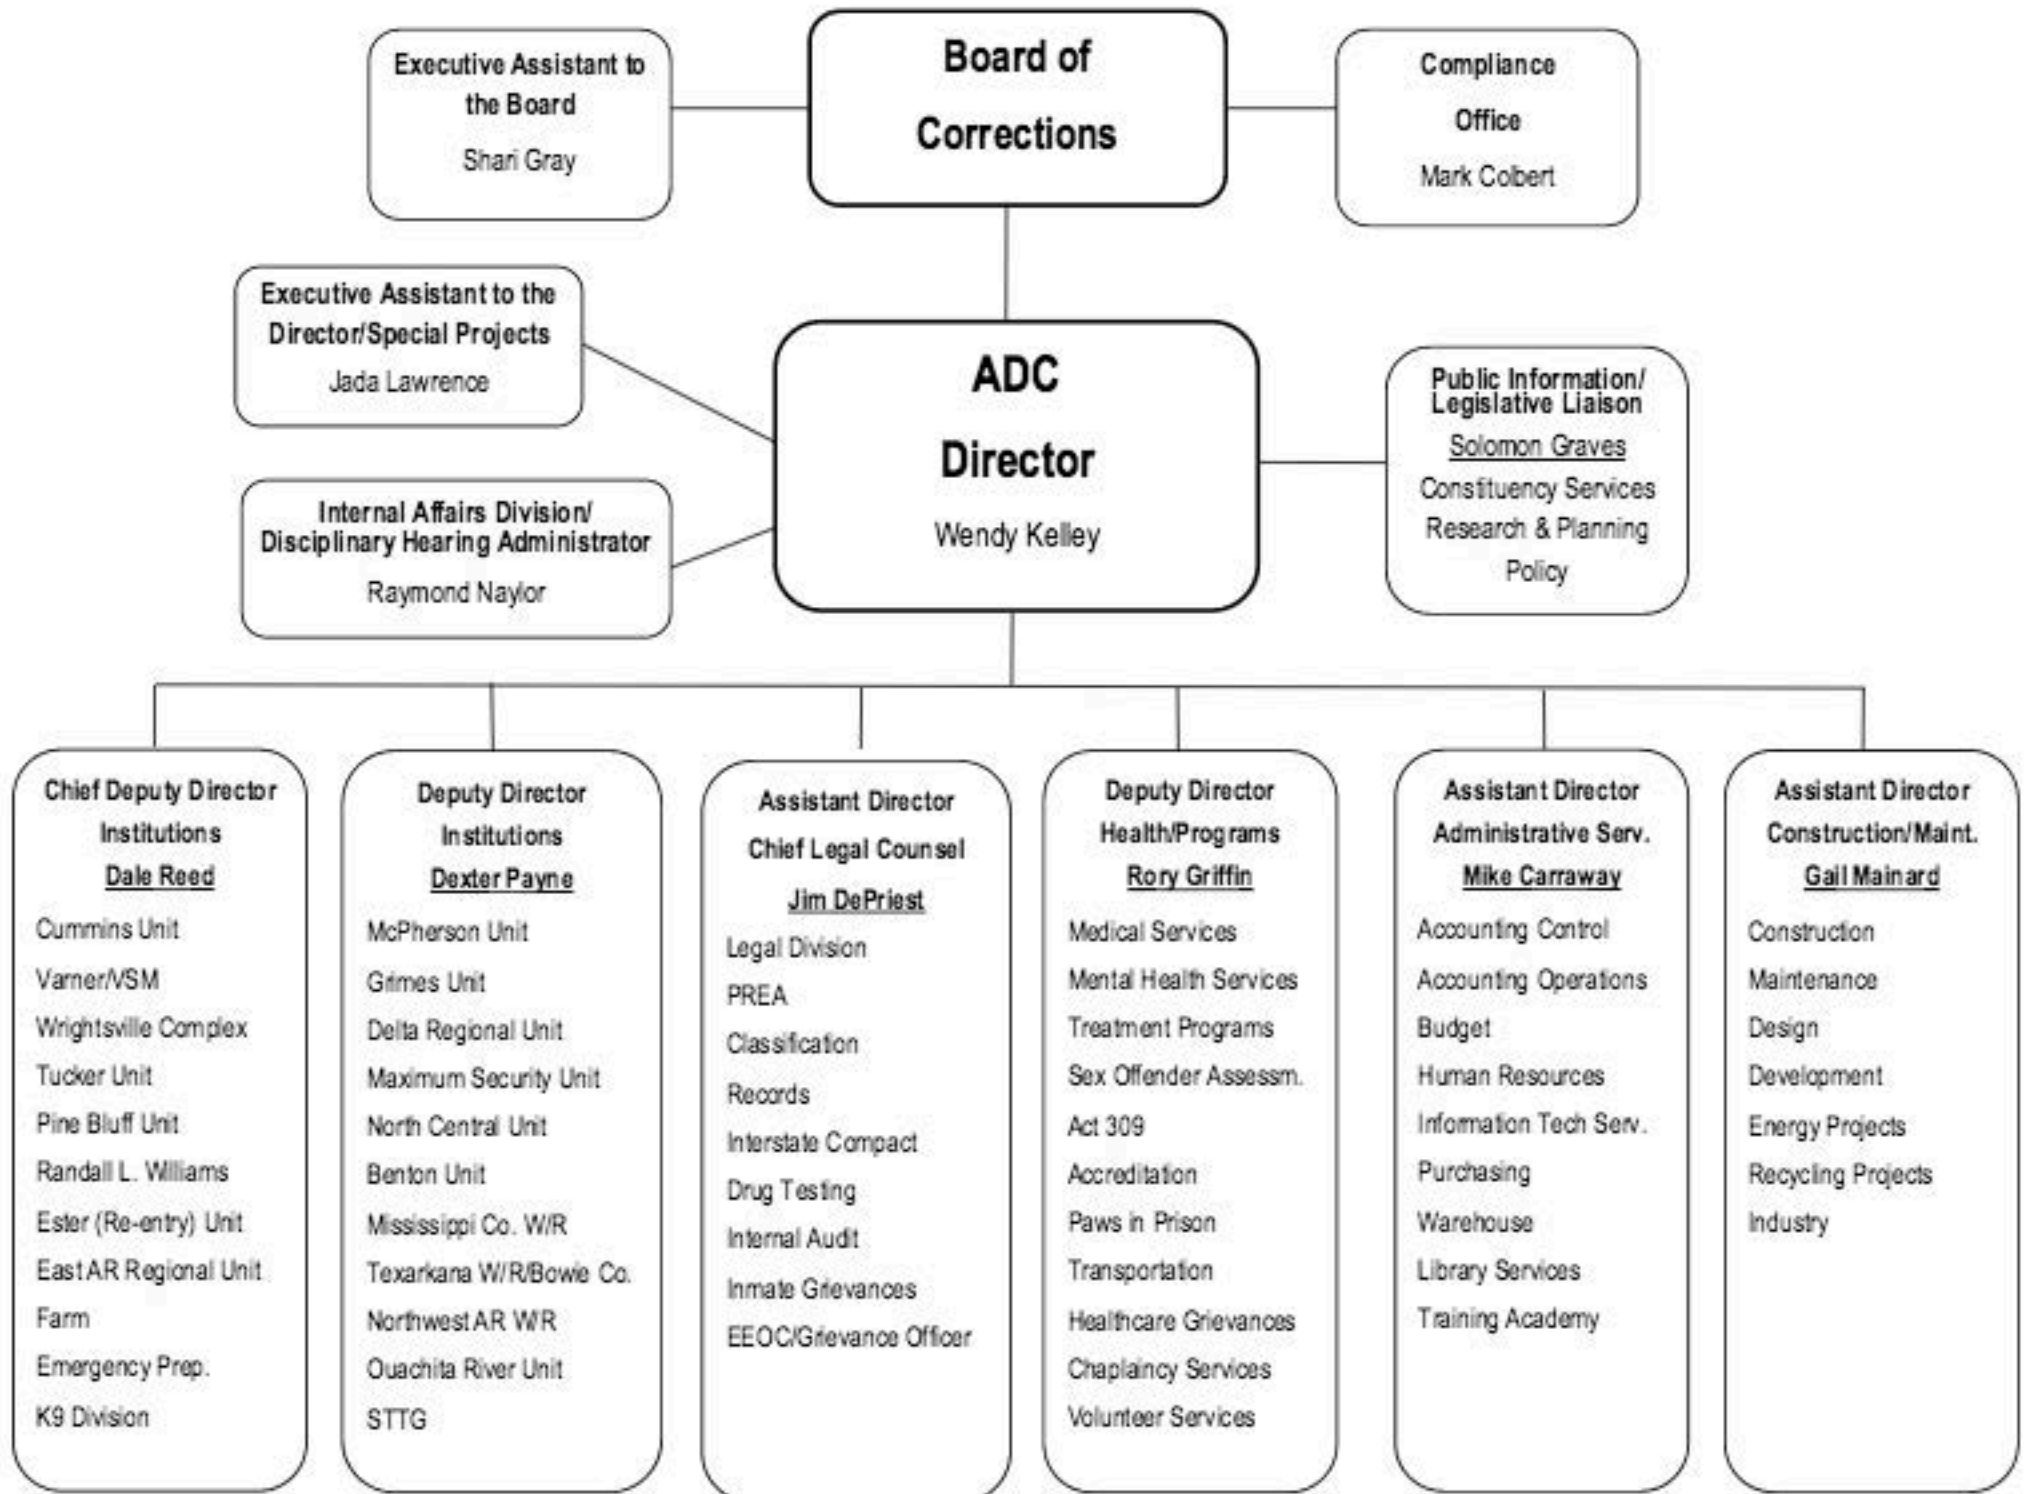 Executive Assistant to
the Board
Shari Gray
Board of
Corrections
Compliance
Office
Mark Colbert
Executive Assistant to the
Director/Special Projects
Jada Lawrence
Internal Affairs Division/
Disciplinary Hearing Administrator
Raymond Naylor
ADC
Director
Wendy Kelley
Public Information/
Legislative Liaison
Solomon Graves
Constituency Services
Research & Planning
Policy
Chief Deputy Director
Institutions
Dale Reed
Cummins Unit
Varner/VSM
Wrightsville Complex
Tucker Unit
Pine Bluff Unit
Randall L. Williams
Ester (Re-entry) Unit
East AR Regional Unit
Farm
Emergency Prep.
K9 Division
Deputy Director
Institutions
Dexter Payne
McPherson Unit
Grimes Unit
Delta Regional Unit
Maximum Security Unit
North Central Unit
Benton Unit
Mississippi Co. W/R
Texarkana W/R/Bowie Co.
Northwest AR W/R
Ouachita River Unit
STTG
Assistant Director
Chief Legal Counsel
Jim DePriest
Legal Division
PREA
Classification
Records
Interstate Compact
Drug Testing
Internal Audit
Inmate Grievances
EEOC/Grievance Officer
Deputy Director
Health/Programs
Rory Griffin
Medical Services
Mental Health Services
Treatment Programs
Sex Offender Assessm.
Act 309
Accreditation
Paws in Prison
Transportation
Healthcare Grievances
Chaplaincy Services
Volunteer Services
Assistant Director
Administrative Serv.
Mike Carraway
Accounting Control
Accounting Operations
Budget
Human Resources
Information Tech Serv.
Purchasing
Warehouse
Library Services
Training Academy
Assistant Director
Construction/Maint.
Gail Mainard
Construction
Maintenance
Design
Development
Energy Projects
Recycling Projects
Industry